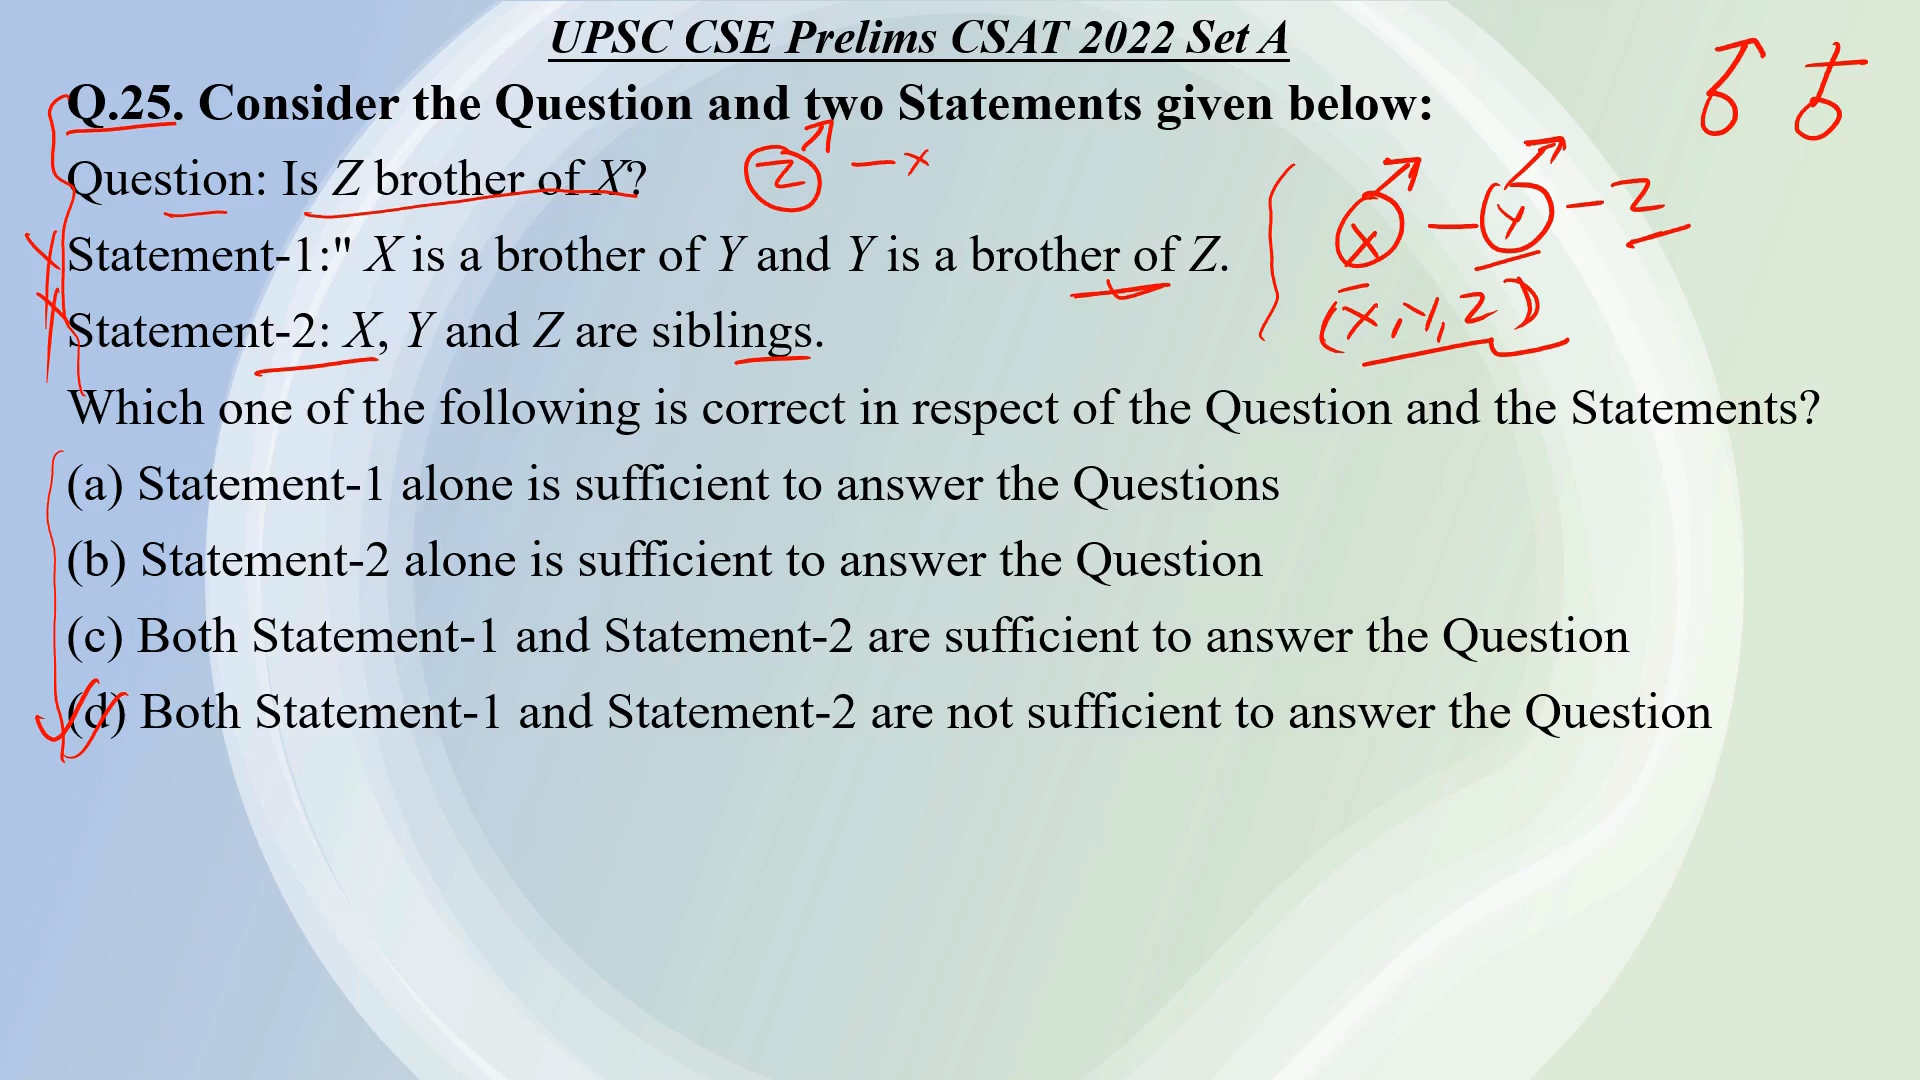 UPSC CSE Prelims CSAT 2022 Set A
Q.25. Consider the Question and two Statements given below:
Question: Is Z brother of X?
Z - x
X - Y - Z
Statement-1:" X is a brother of Y and Y is a brother of Z.
Statement-2: X, Y and Z are siblings.
(X, Y, Z)
Which one of the following is correct in respect of the Question and the Statements?
(a) Statement-1 alone is sufficient to answer the Questions
(b) Statement-2 alone is sufficient to answer the Question
(c) Both Statement-1 and Statement-2 are sufficient to answer the Question
(d) Both Statement-1 and Statement-2 are not sufficient to answer the Question